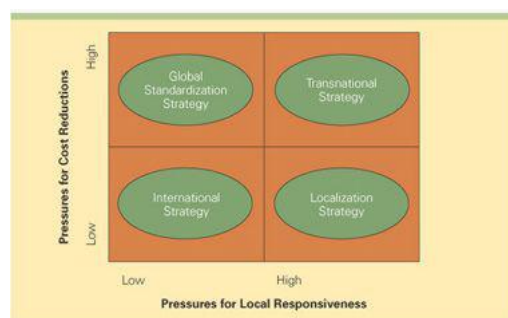 Pressures for Cost Reductions
High
Global
Standardization
Strategy
Transnational
Strategy
Low
International
Strategy
Localization
Strategy
Low
High
Pressures for Local Responsiveness